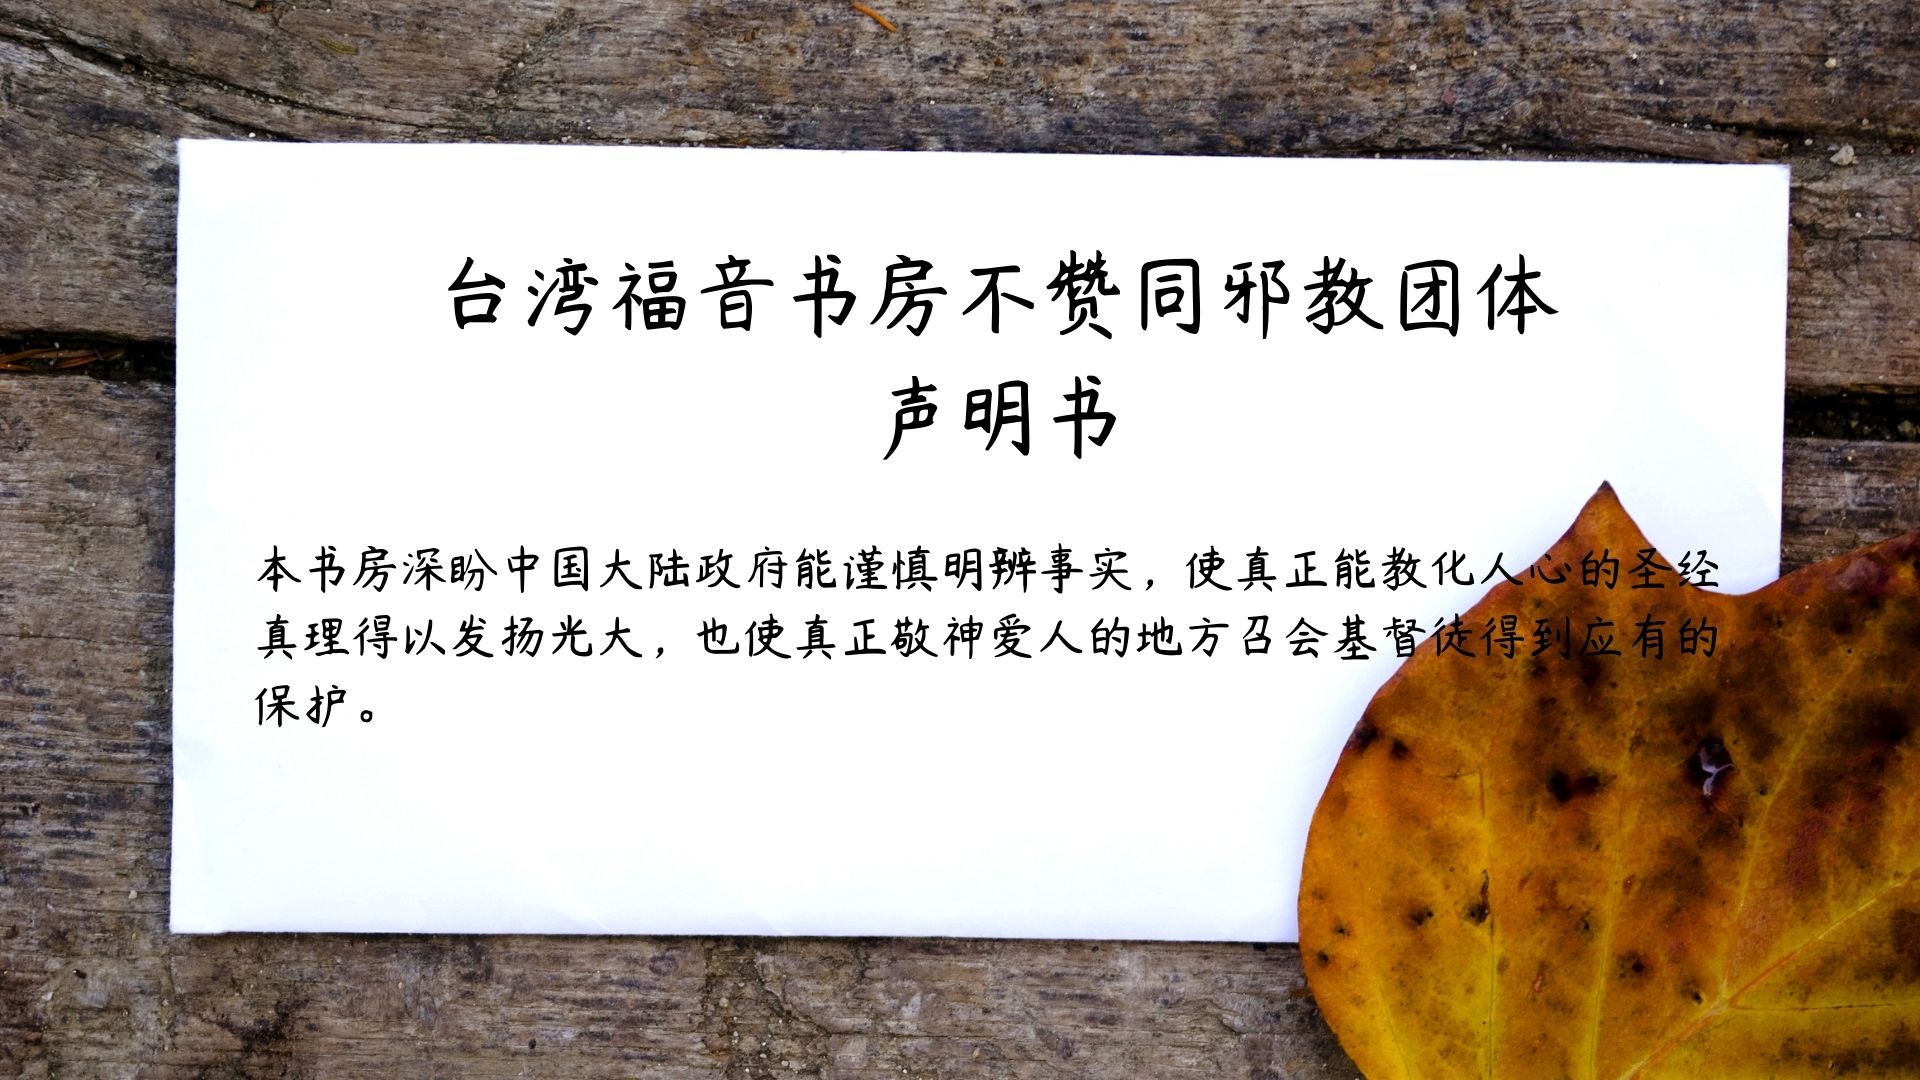 台湾福音书房不赞同邪教团体
声明书
本书房深盼中国大陆政府能谨慎明辨事实，使真正能教化人心的圣经
真理得以发扬光大，也使真正敬神爱人的地方召会基督徒得到应有的
保护。